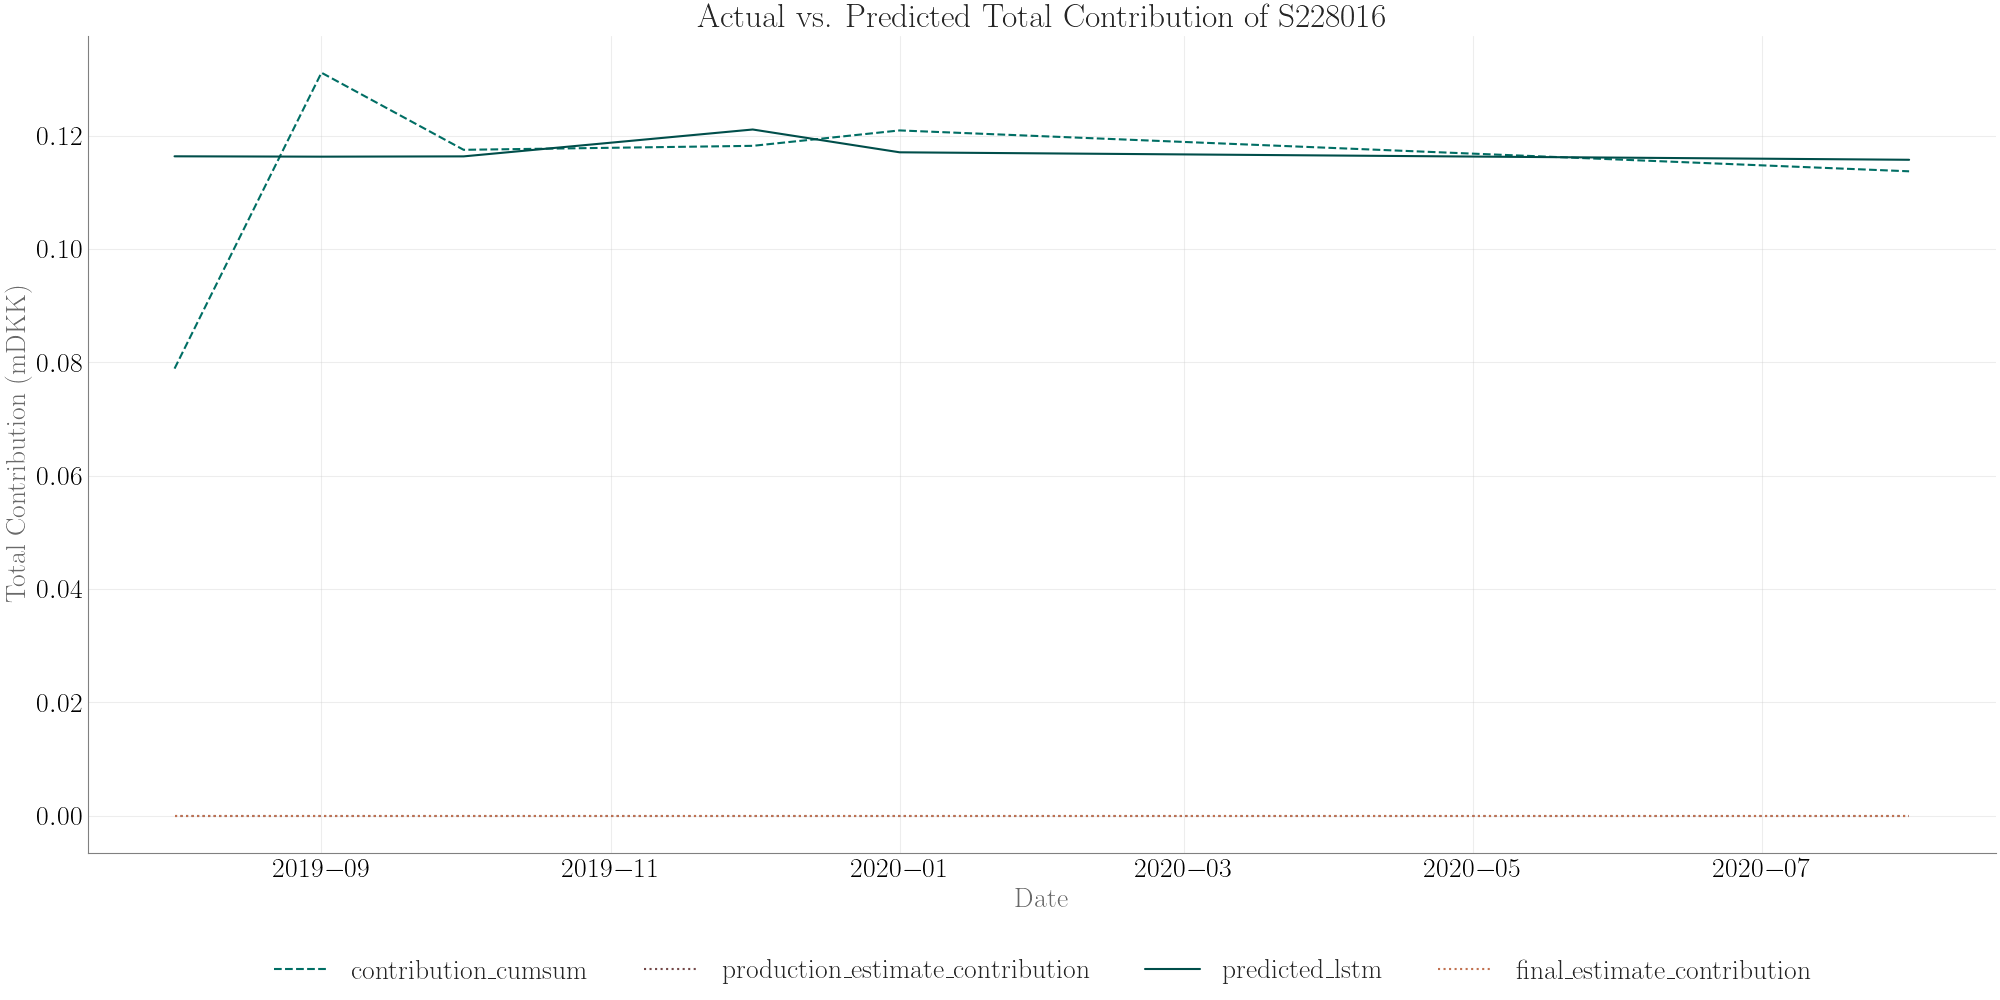 Actual vs. Predicted Total Contribution of S228016
Total Contribution (mDKK)
0.12
0.10
0.08
0.06
0.04
0.02
0.00
2019−09 2019−11 2020−01 2020−03 2020−05 2020−07
Date
contribution_cumsum production_estimate_contribution predicted_lstm final_estimate_contribution